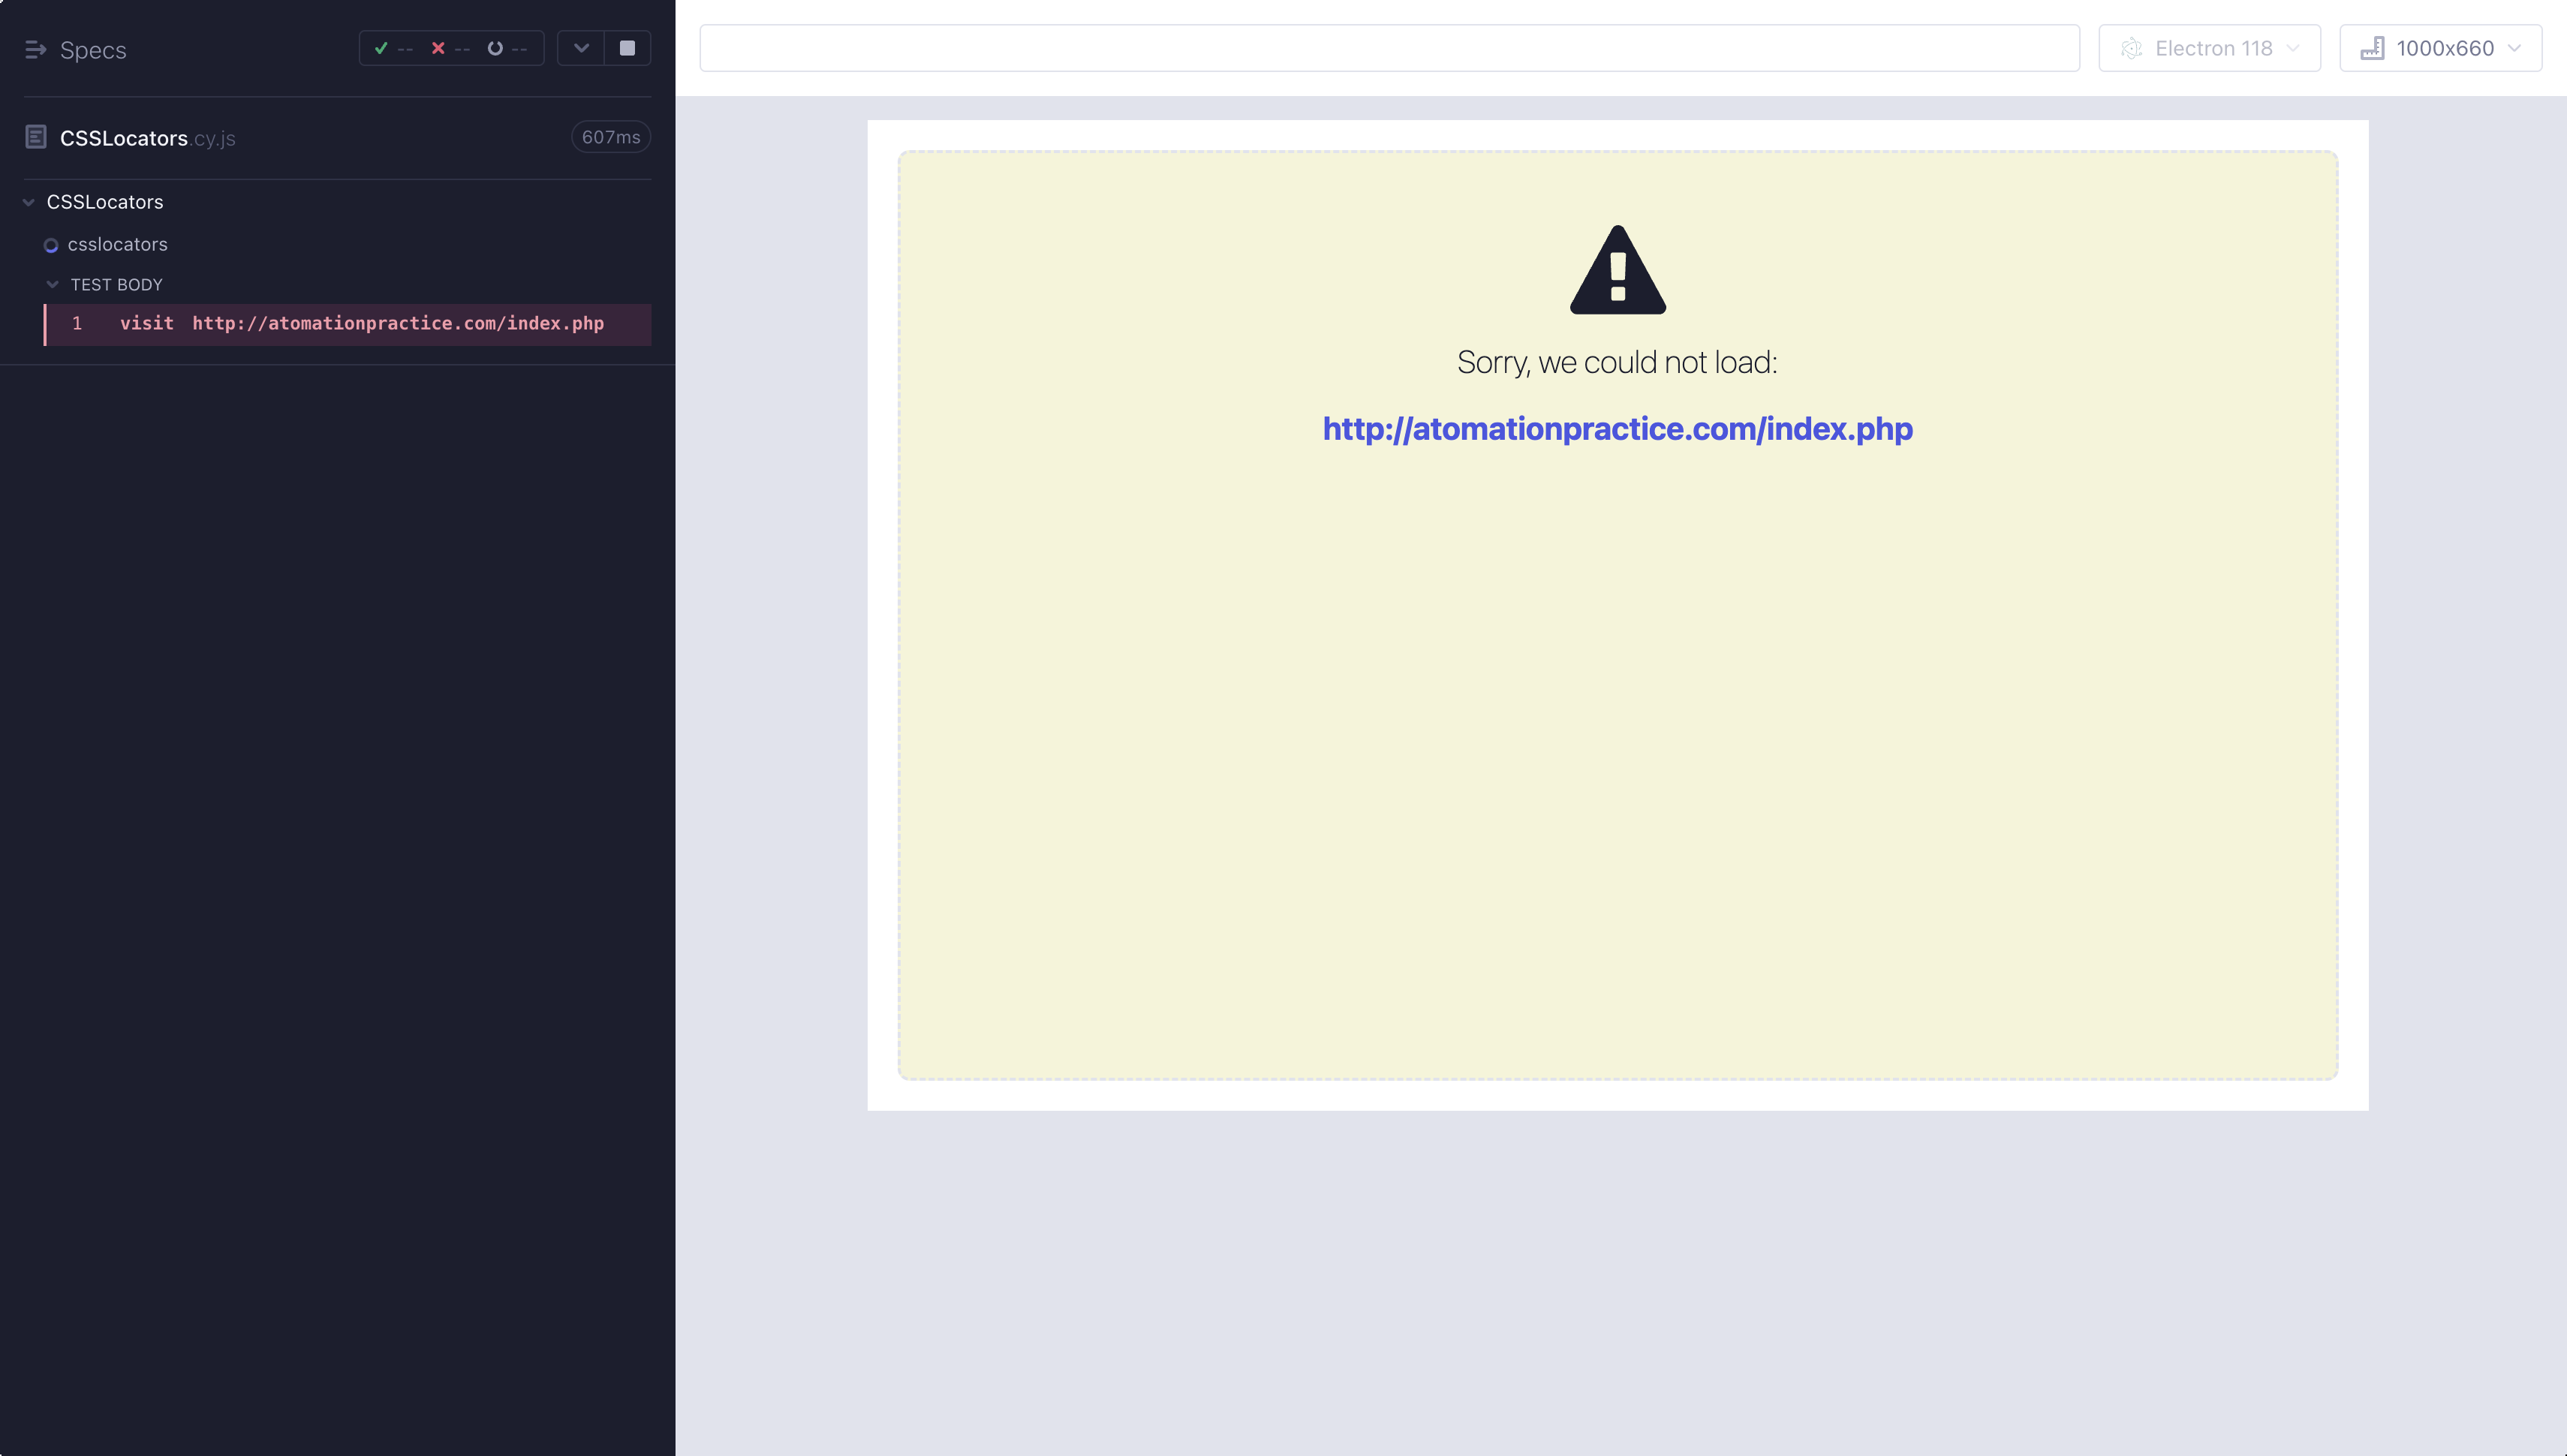 Specs
-- -- --
CSSLocators.cy.js 607ms
CSSLocators
csslocators
TEST BODY
1 visit http://atomationpractice.com/index.php
Electron 118
1000x660
Sorry, we could not load:
http://atomationpractice.com/index.php